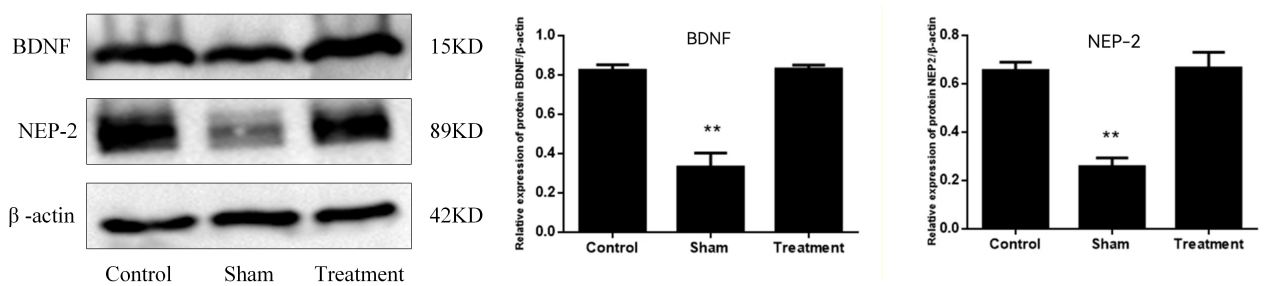 BDNF
15KD
NEP-2
89KD
β -actin
42KD
Control Sham Treatment
Relative expression of protein BDNF/β-actin
BDNF
1.0
0.8
0.6
0.4
0.2
0.0
**
Control Sham Treatment
Relative expression of protein NEP2/β-actin
NEP-2
0.8
0.6
0.4
0.2
0.0
**
Control Sham Treatment